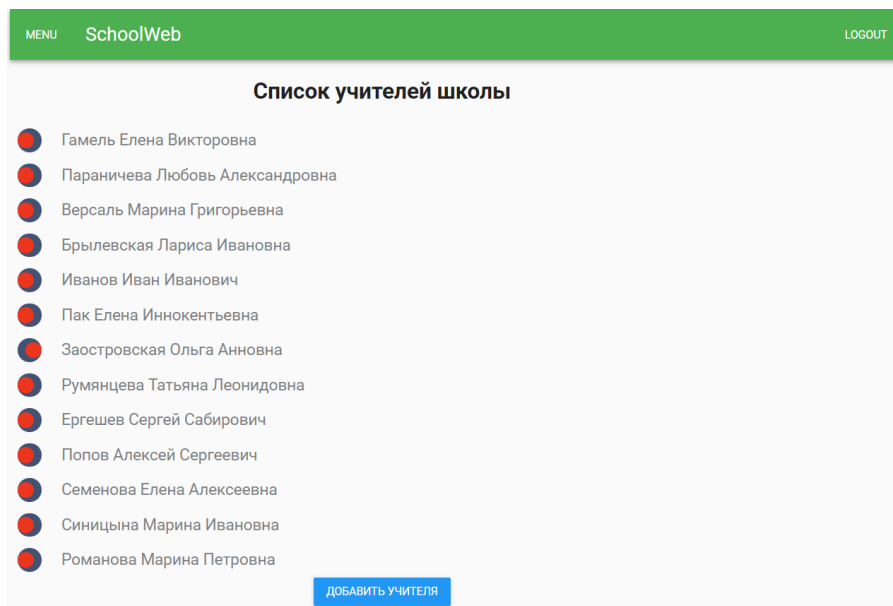 MENU SchoolWeb LOGOUT
Список учителей школы
Гамель Елена Викторовна
Параничева Любовь Александровна
Версаль Марина Григорьевна
Брылевская Лариса Ивановна
Иванов Иван Иванович
Пак Елена Иннокентьевна
Заостровская Ольга Анновна
Румянцева Татьяна Леонидовна
Ергешев Сергей Сабирович
Попов Алексей Сергеевич
Семенова Елена Алексеевна
Синицына Марина Ивановна
Романова Марина Петровна
ДОБАВИТЬ УЧИТЕЛЯ